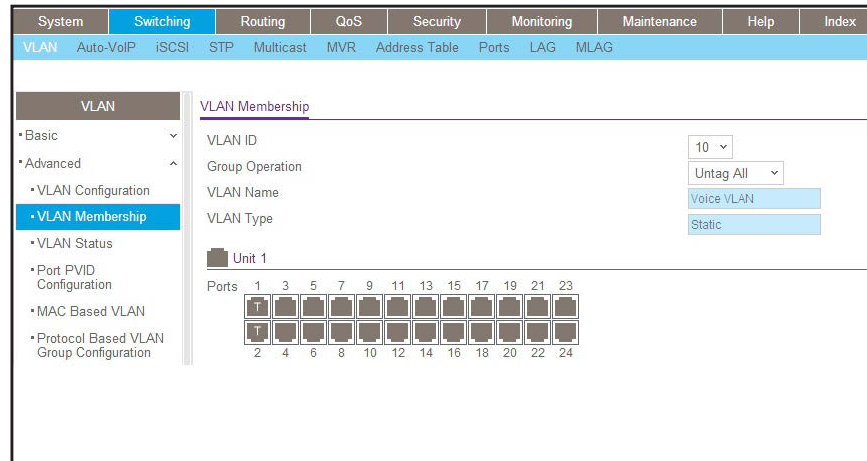 System Switching Routing QoS Security Monitoring Maintenance Help Index
VLAN Auto-VoIP iSCSI STP Multicast MVR Address Table Ports LAG MLAG
VLAN
Basic
Advanced
VLAN Configuration
VLAN Membership
VLAN Status
Port PVID
Configuration
MAC Based VLAN
Protocol Based VLAN
Group Configuration
VLAN Membership
VLAN ID 10
Group Operation Untag All
VLAN Name Voice VLAN
VLAN Type Static
Unit 1
Ports 1 3 5 7 9 11 13 15 17 19 21 23
T
T
2 4 6 8 10 12 14 16 18 20 22 24